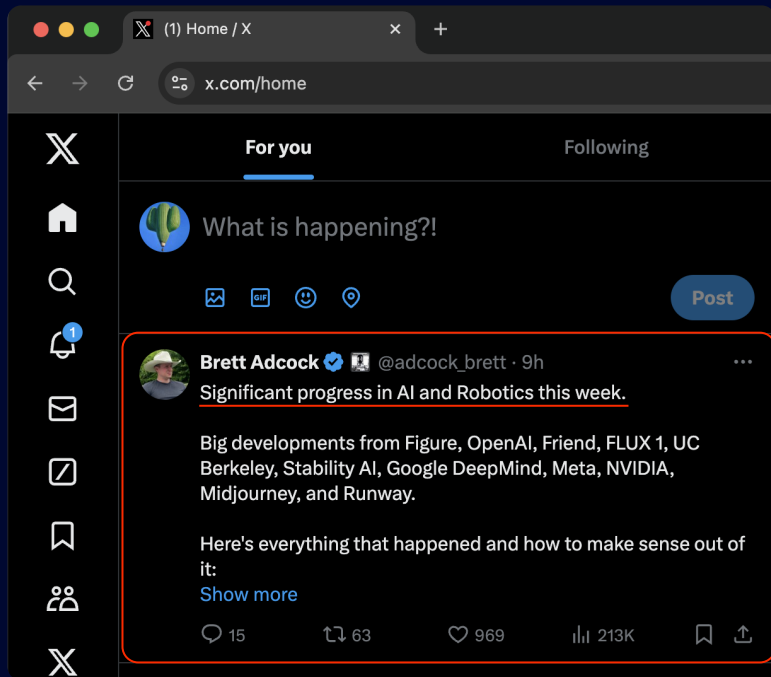 (1) Home / X
x.com/home
For you
Following
What is happening?!
GIF
Post
1
Brett Adcock @adcock_brett · 9h
Significant progress in AI and Robotics this week.
Big developments from Figure, OpenAI, Friend, FLUX 1, UC
Berkeley, Stability AI, Google DeepMind, Meta, NVIDIA,
Midjourney, and Runway.
Here's everything that happened and how to make sense out of
it:
Show more
15 63 969 213K